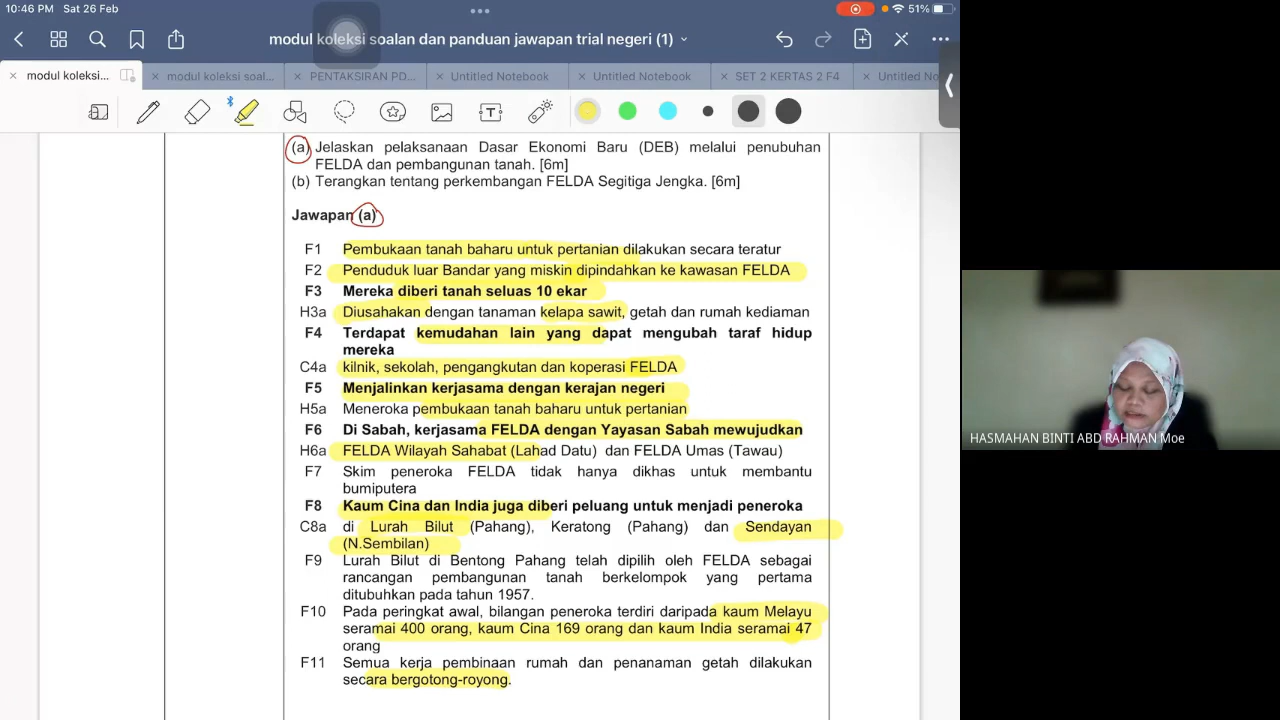 10:46 PM Sat 26 Feb
51%
modul koleksi soalan dan panduan jawapan trial negeri (1)
modul koleksi...
modul koleksi soal...
PENTAKSIRAN PD...
Untitled Notebook
Untitled Notebook
SET 2 KERTAS 2 F4
Untitled No
(a) Jelaskan pelaksanaan Dasar Ekonomi Baru (DEB) melalui penubuhan
FELDA dan pembangunan tanah. [6m]
(b) Terangkan tentang perkembangan FELDA Segitiga Jengka. [6m]
Jawapan (a)
F1 Pembukaan tanah baharu untuk pertanian dilakukan secara teratur
F2 Penduduk luar Bandar yang miskin dipindahkan ke kawasan FELDA
F3 Mereka diberi tanah seluas 10 ekar
H3a Diusahakan dengan tanaman kelapa sawit, getah dan rumah kediaman
F4 Terdapat kemudahan lain yang dapat mengubah taraf hidup
mereka
C4a kilnik, sekolah, pengangkutan dan koperasi FELDA
F5 Menjalinkan kerjasama dengan kerajan negeri
H5a Meneroka pembukaan tanah baharu untuk pertanian
F6 Di Sabah, kerjasama FELDA dengan Yayasan Sabah mewujudkan
H6a FELDA Wilayah Sahabat (Lahad Datu) dan FELDA Umas (Tawau)
F7 Skim peneroka FELDA tidak hanya dikhas untuk membantu
bumiputera
F8 Kaum Cina dan India juga diberi peluang untuk menjadi peneroka
C8a di Lurah Bilut (Pahang), Keratong (Pahang) dan Sendayan
(N.Sembilan)
F9 Lurah Bilut di Bentong Pahang telah dipilih oleh FELDA sebagai
rancangan pembangunan tanah berkelompok yang pertama
ditubuhkan pada tahun 1957.
F10 Pada peringkat awal, bilangan peneroka terdiri daripada kaum Melayu
seramai 400 orang, kaum Cina 169 orang dan kaum India seramai 47
orang
F11 Semua kerja pembinaan rumah dan penanaman getah dilakukan
secara bergotong-royong.
HASMAHAN BINTI ABD RAHMAN Moe